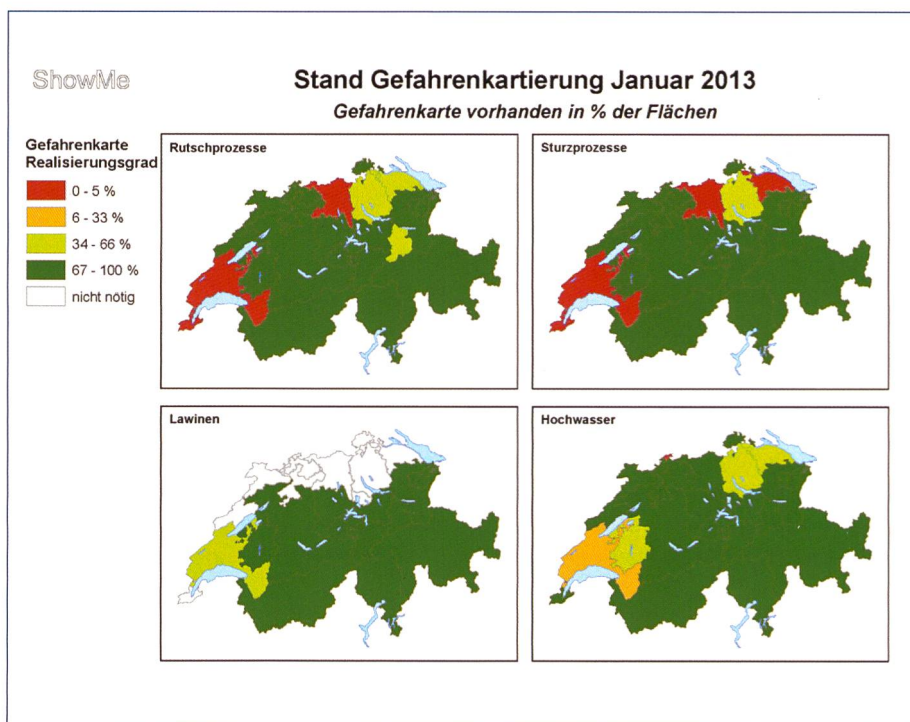 ShowMe
Stand Gefahrenkartierung Januar 2013
Gefahrenkarte vorhanden in % der Flächen
Gefahrenkarte
Realisierungsgrad
0 - 5 %
6 - 33 %
34 - 66 %
67 - 100 %
nicht nötig
Rutschprozesse
Sturzprozesse
Lawinen
Hochwasser